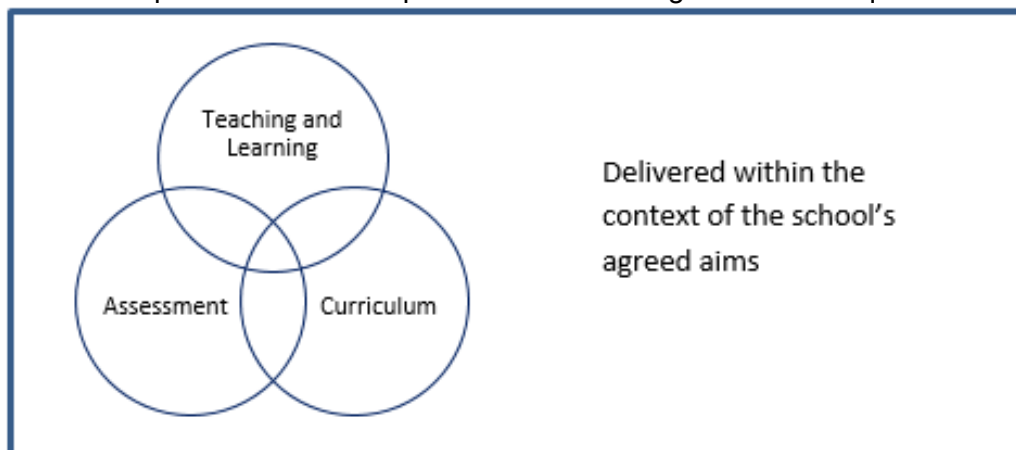 Teaching and
Learning
Assessment
Curriculum
Delivered within the
context of the school's
agreed aims